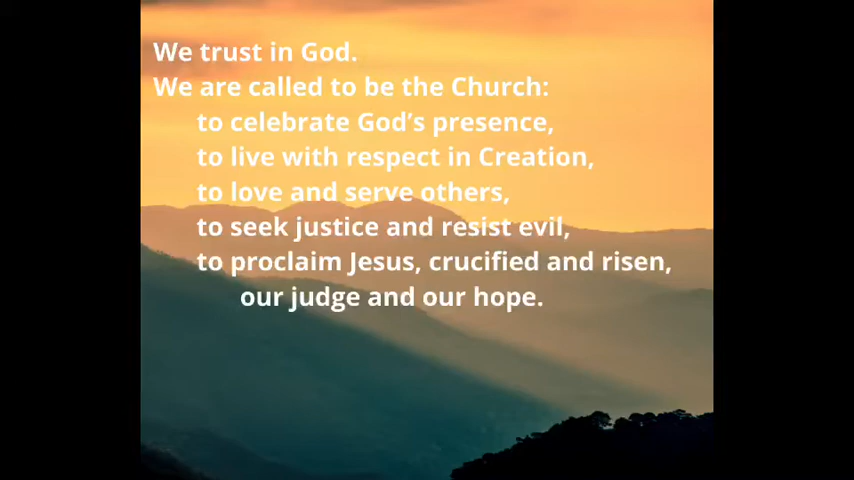 We trust in God.
We are called to be the Church:
to celebrate God’s presence,
to live with respect in Creation,
to love and serve others,
to seek justice and resist evil,
to proclaim Jesus, crucified and risen,
our judge and our hope.